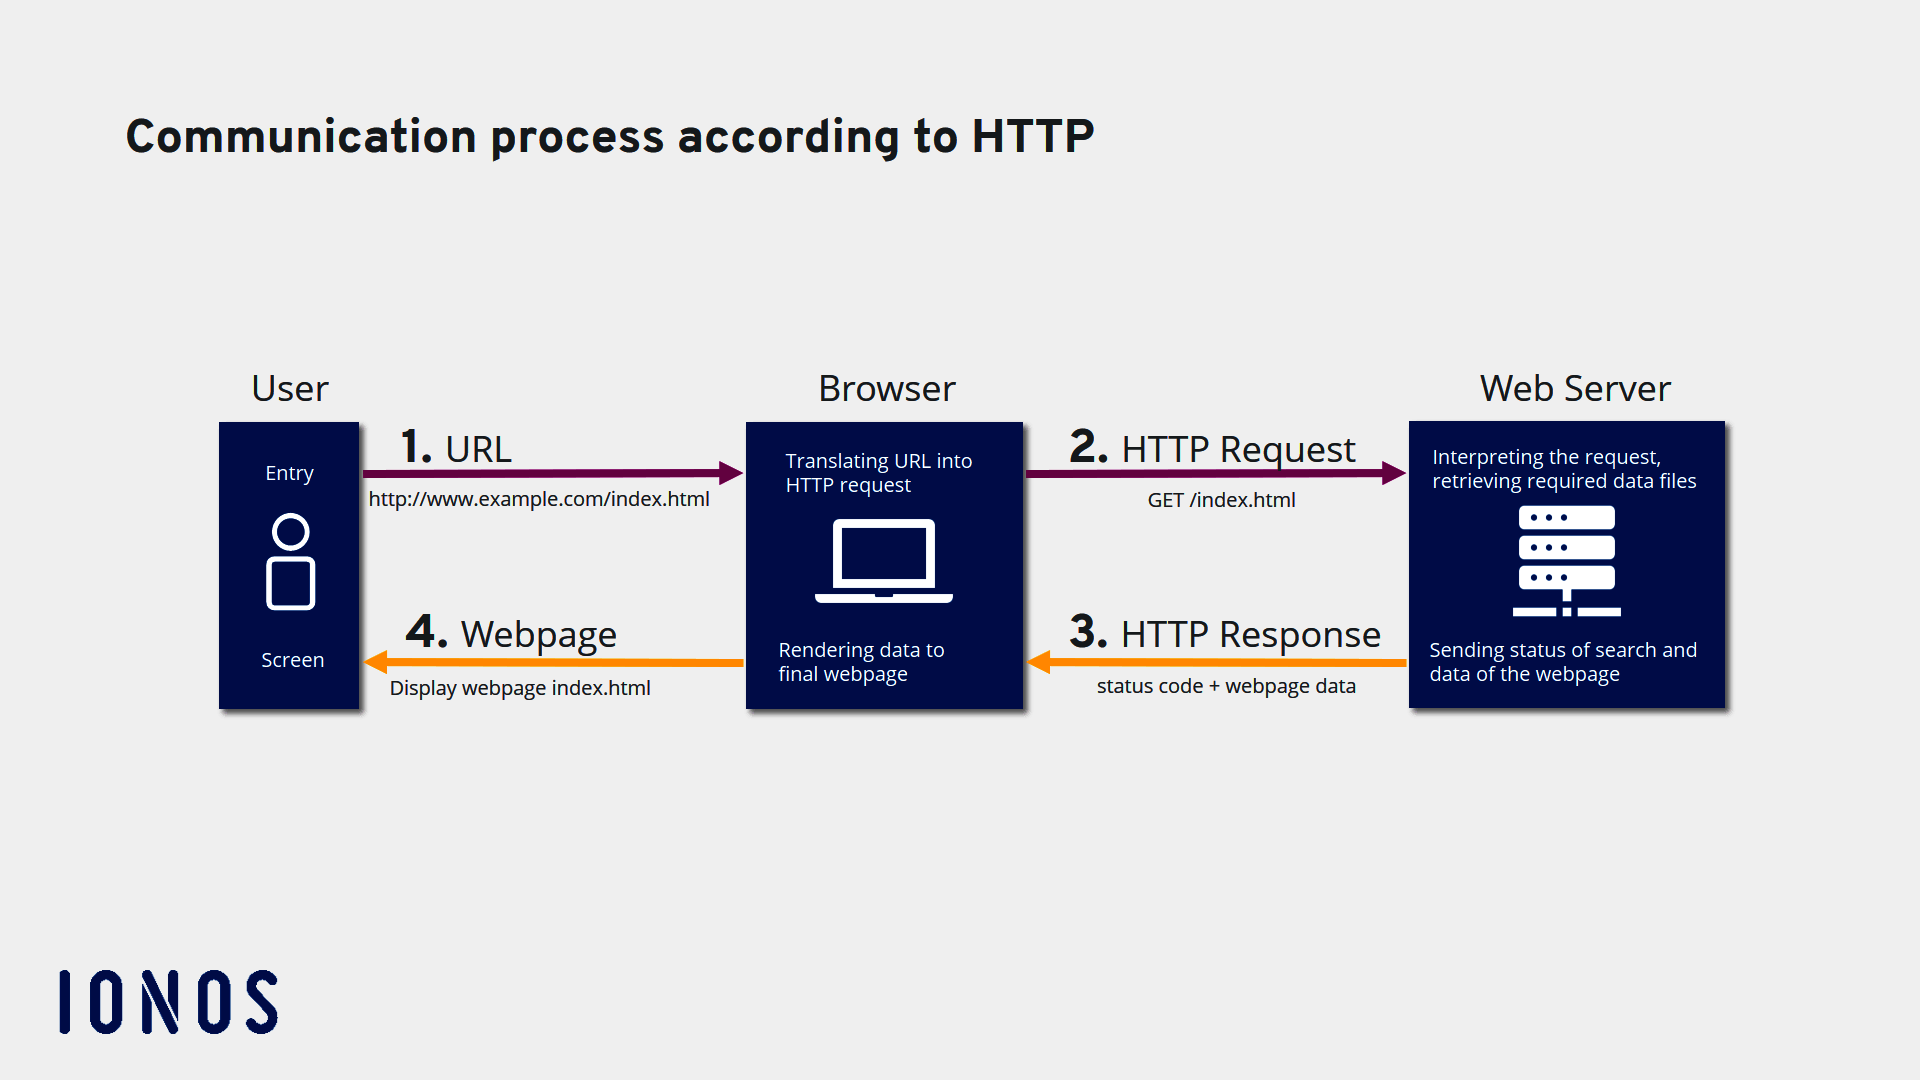 Communication process according to HTTP
User
Browser
Web Server
Entry
1. URL
http://www.example.com/index.html
Translating URL into
HTTP request
2. HTTP Request
GET /index.html
Interpreting the request,
retrieving required data files
Screen
4. Webpage
Display webpage index.html
Rendering data to
final webpage
3. HTTP Response
status code + webpage data
Sending status of search and
data of the webpage
IONOS